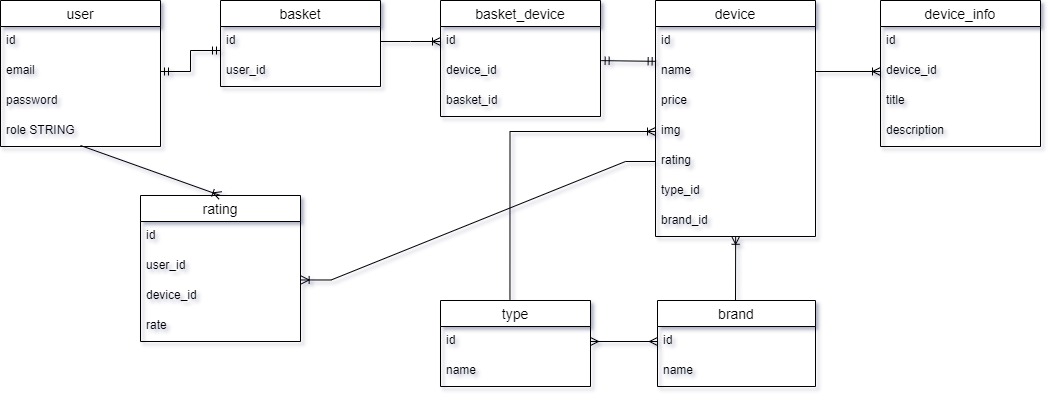 user
id
email
password
role STRING
basket
id
user_id
basket_device
id
device_id
basket_id
device
id
name
price
img
rating
type_id
brand_id
device_info
id
device_id
title
description
rating
id
user_id
device_id
rate
type
id
name
brand
id
name